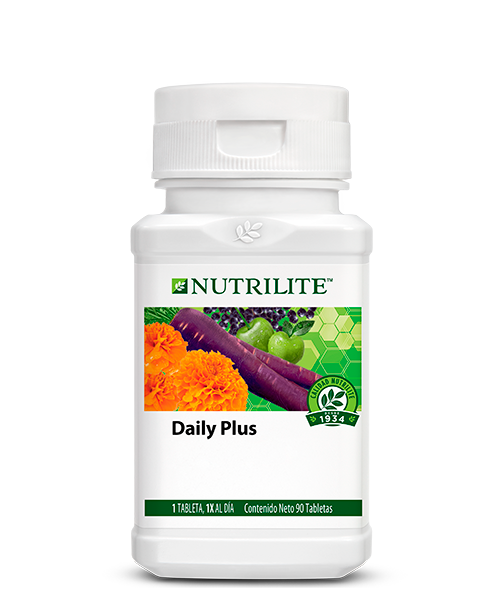 NUTRILITE™
CALIDAD NUTRILITE
DESDE
1934
Daily Plus
1 TABLETA, 1X AL DÍA Contenido Neto 90 Tabletas